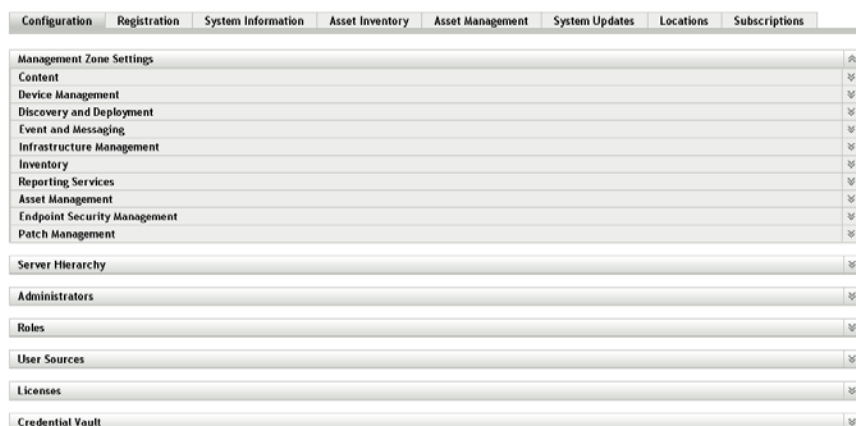 Configuration Registration System Information Asset Inventory Asset Management System Updates Locations Subscriptions
Management Zone Settings
Content
Device Management
Discovery and Deployment
Event and Messaging
Infrastructure Management
Inventory
Reporting Services
Asset Management
Endpoint Security Management
Patch Management
Server Hierarchy
Administrators
Roles
User Sources
Licenses
Credential Vault